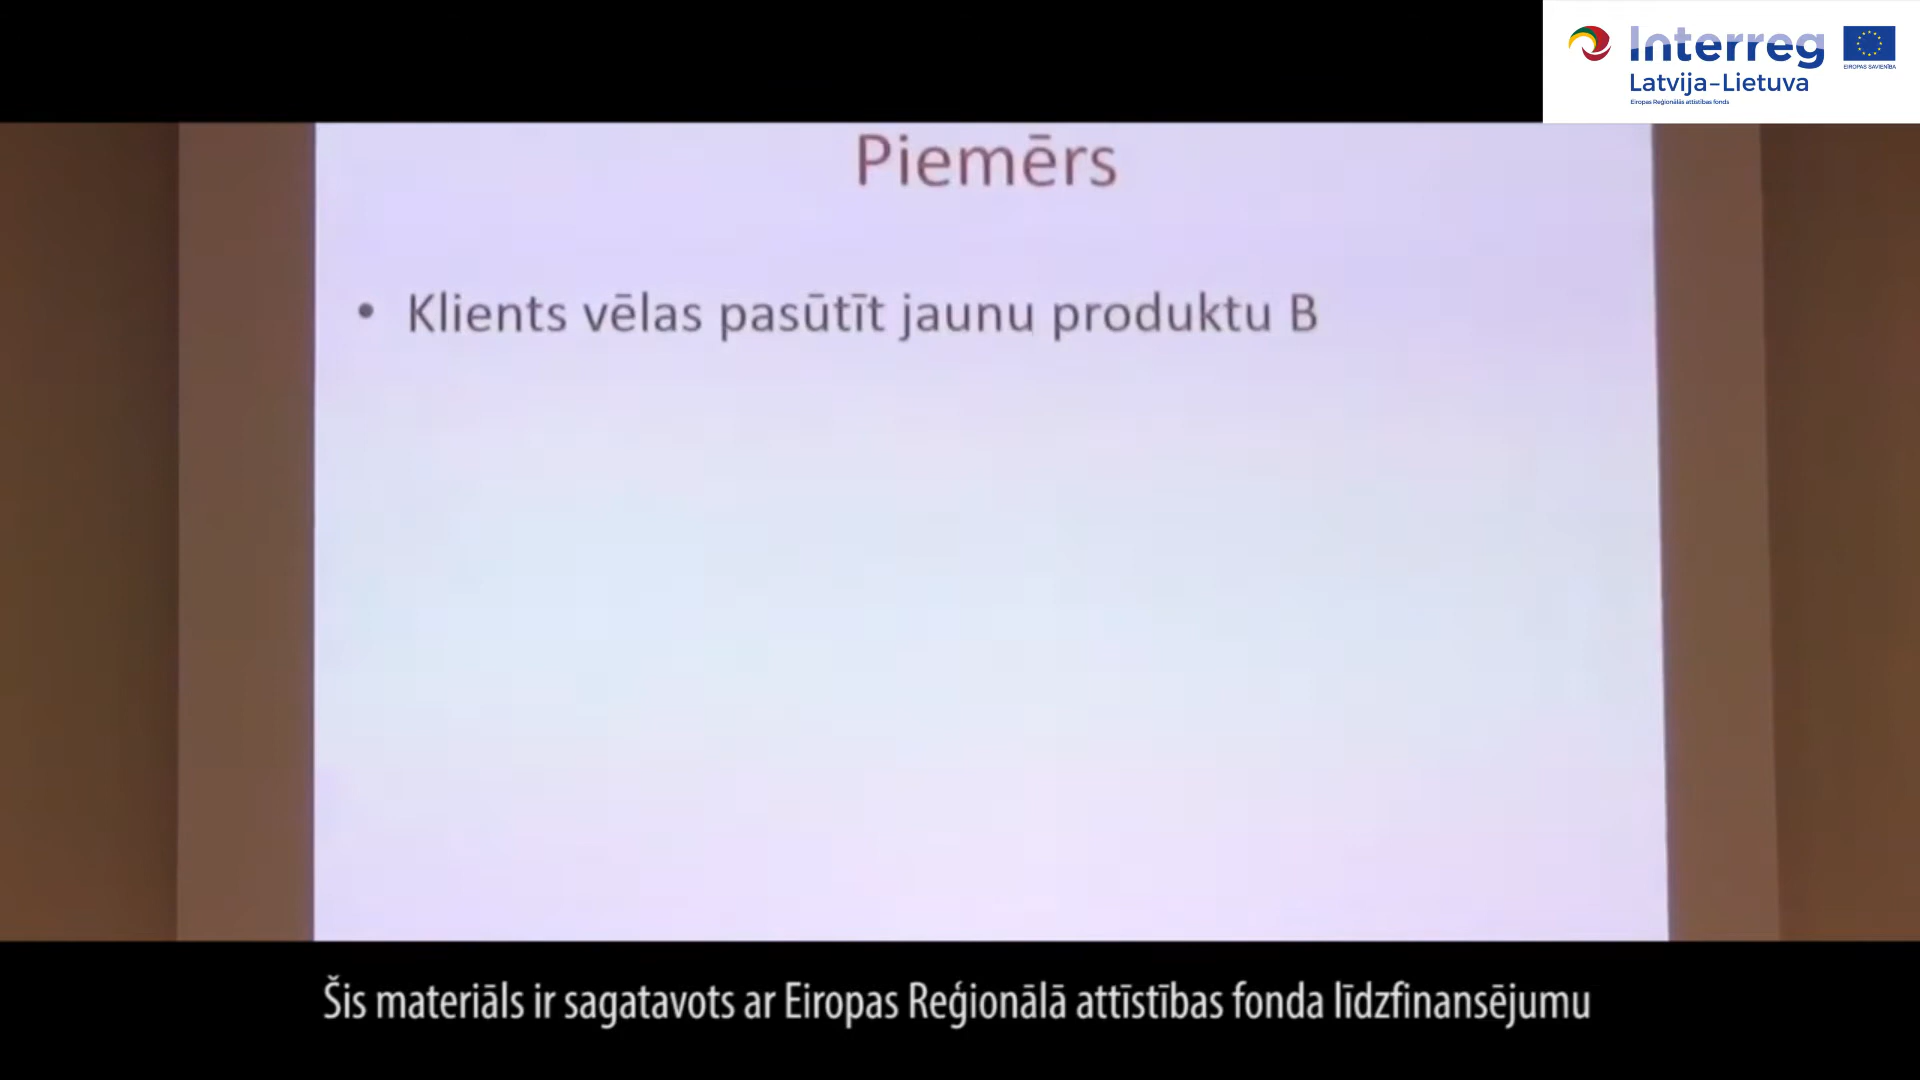 Interreg
EIROPAS SAVIENĪBA
Latvija-Lietuva
Eiropas Reģionālās attīstības fonds
Piemērs
• Klients vēlas pasūtīt jaunu produktu B
Šis materiāls ir sagatavots ar Eiropas Reģionālā attīstības fonda līdzfinansējumu